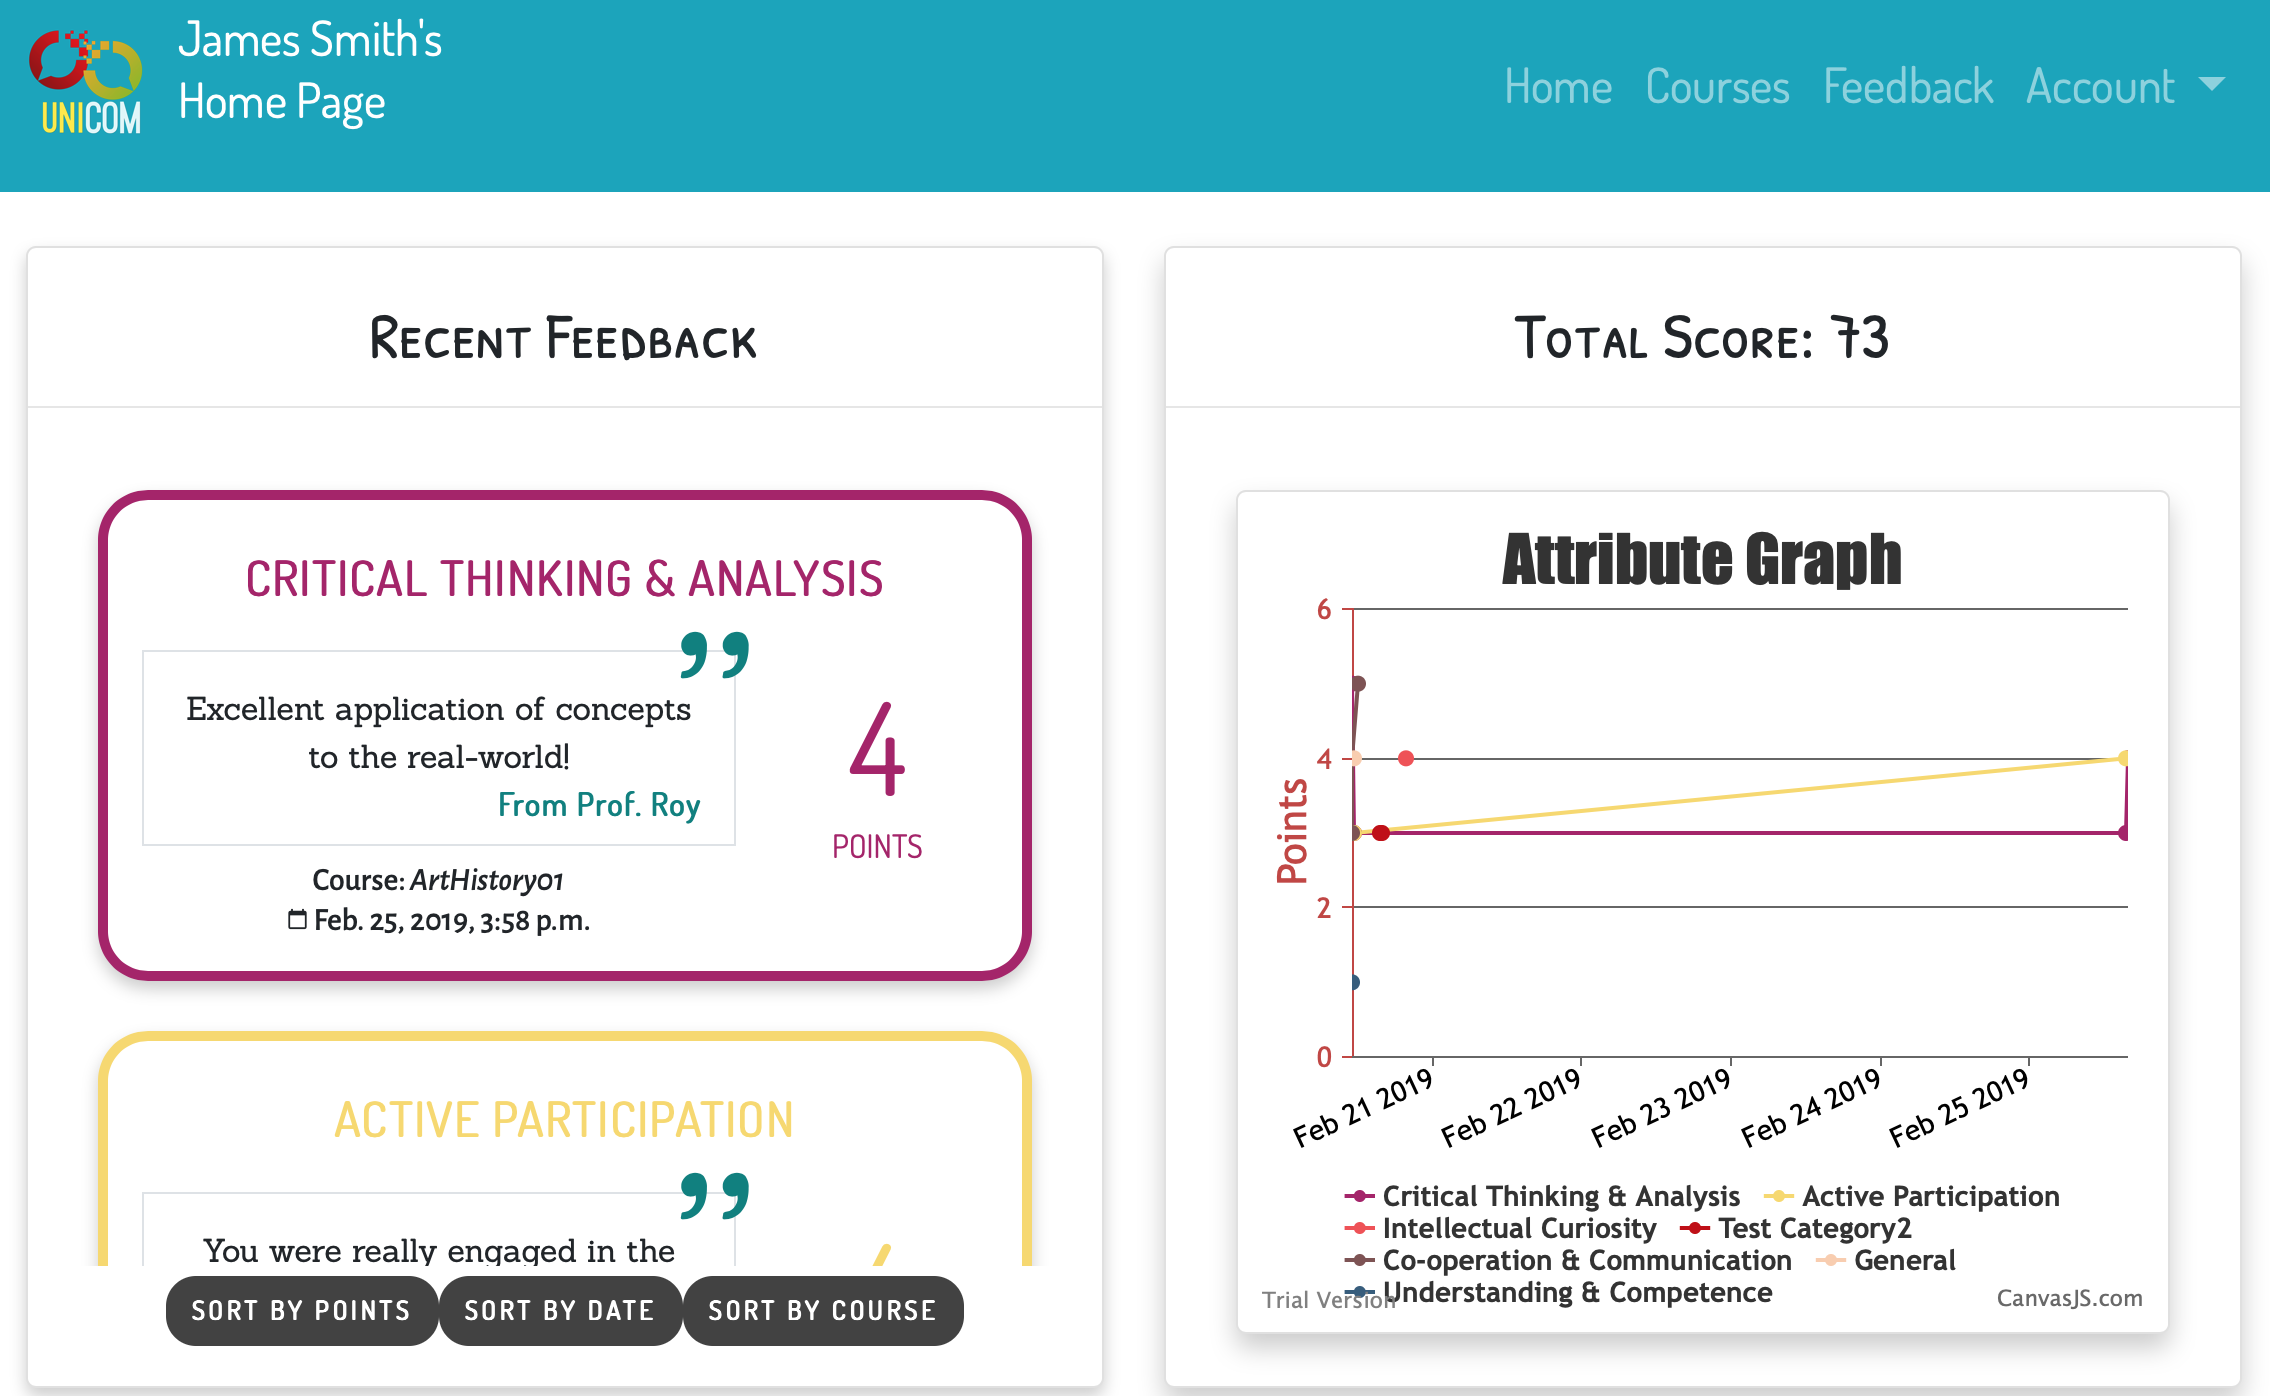 James Smith's
Home Page
UNICOM
Home Courses Feedback Account
Recent Feedback
CRITICAL THINKING & ANALYSIS
”
Excellent application of concepts
to the real-world!
From Prof. Roy
4
POINTS
Course: ArtHistory01
Feb. 25, 2019, 3:58 p.m.
ACTIVE PARTICIPATION
”
You were really engaged in the
SORT BY POINTS SORT BY DATE SORT BY COURSE
Total Score: 73
Attribute Graph
Points
6
4
2
0
Feb 21 2019 Feb 22 2019 Feb 23 2019 Feb 24 2019 Feb 25 2019
Critical Thinking & Analysis Active Participation
Intellectual Curiosity Test Category2
Co-operation & Communication General
Understanding & Competence
Trial Version
CanvasJS.com